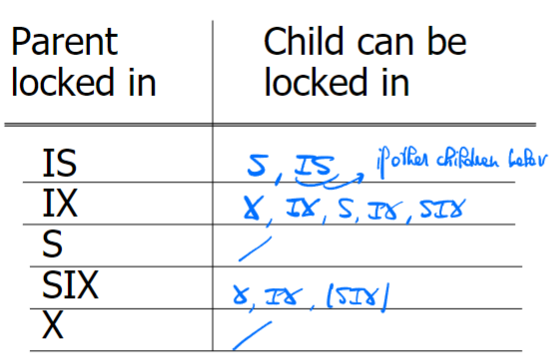 Parent locked in
Child can be locked in
IS S, IS if other children below
IX X, IX, S, IX, SIX
S /
SIX X, IX, (SIX)
X /